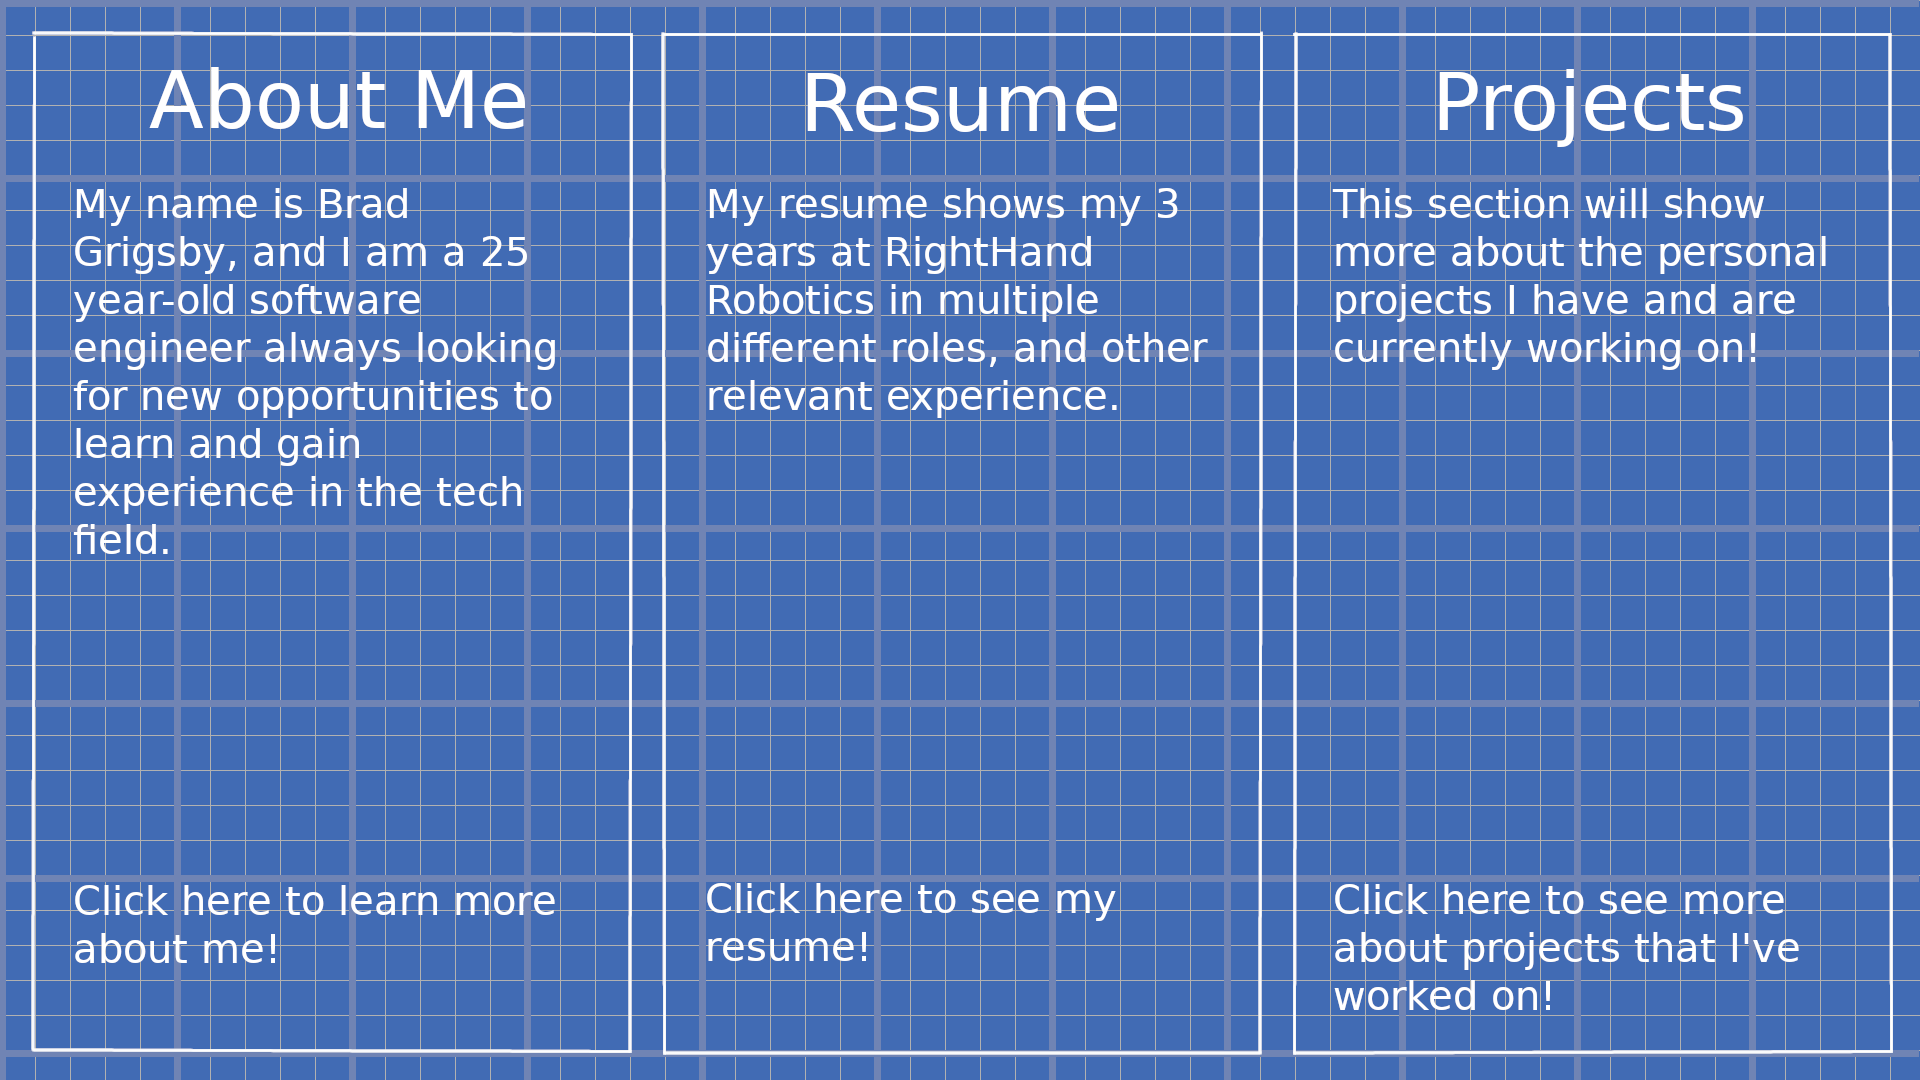 About Me
My name is Brad
Grigsby, and I am a 25
year-old software
engineer always looking
for new opportunities to
learn and gain
experience in the tech
field.
Click here to learn more
about me!
Resume
My resume shows my 3
years at RightHand
Robotics in multiple
different roles, and other
relevant experience.
Click here to see my
resume!
Projects
This section will show
more about the personal
projects I have and are
currently working on!
Click here to see more
about projects that I've
worked on!